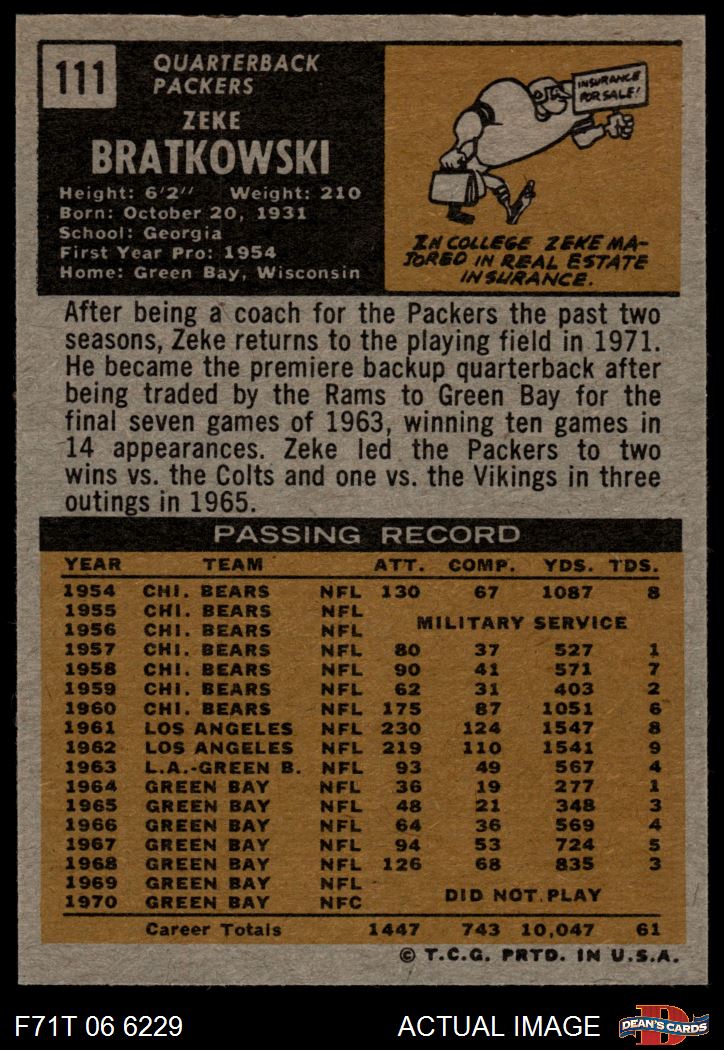 111
QUARTERBACK
PACKERS
ZEKE
BRATKOWSKI
Height: 6'2" Weight: 210
Born: October 20, 1931
School: Georgia
First Year Pro: 1954
Home: Green Bay, Wisconsin
INSURANCE
FOR SALE!
IN COLLEGE ZEKE MA-
JORED IN REAL ESTATE
INSURANCE.
After being a coach for the Packers the past two
seasons, Zeke returns to the playing field in 1971.
He became the premiere backup quarterback after
being traded by the Rams to Green Bay for the
final seven games of 1963, winning ten games in
14 appearances. Zeke led the Packers to two
wins vs. the Colts and one vs. the Vikings in three
outings in 1965.
PASSING RECORD
YEAR TEAM ATT. COMP. YDS. TDS.
1954 CHI. BEARS NFL 130 67 1087 8
1955 CHI. BEARS NFL
1956 CHI. BEARS NFL MILITARY SERVICE
1957 CHI. BEARS NFL 80 37 527 1
1958 CHI. BEARS NFL 90 41 571 7
1959 CHI. BEARS NFL 62 31 403 2
1960 CHI. BEARS NFL 175 87 1051 6
1961 LOS ANGELES NFL 230 124 1547 8
1962 LOS ANGELES NFL 219 110 1541 9
1963 L.A.-GREEN B. NFL 93 49 567 4
1964 GREEN BAY NFL 36 19 277 1
1965 GREEN BAY NFL 48 21 348 3
1966 GREEN BAY NFL 64 36 569 4
1967 GREEN BAY NFL 94 53 724 5
1968 GREEN BAY NFL 126 68 835 3
1969 GREEN BAY NFL DID NOT PLAY
1970 GREEN BAY NFC
Career Totals 1447 743 10,047 61
© T.C.G. PRTD. IN U.S.A.
F71T 06 6229 ACTUAL IMAGE D DEAN'S CARDS